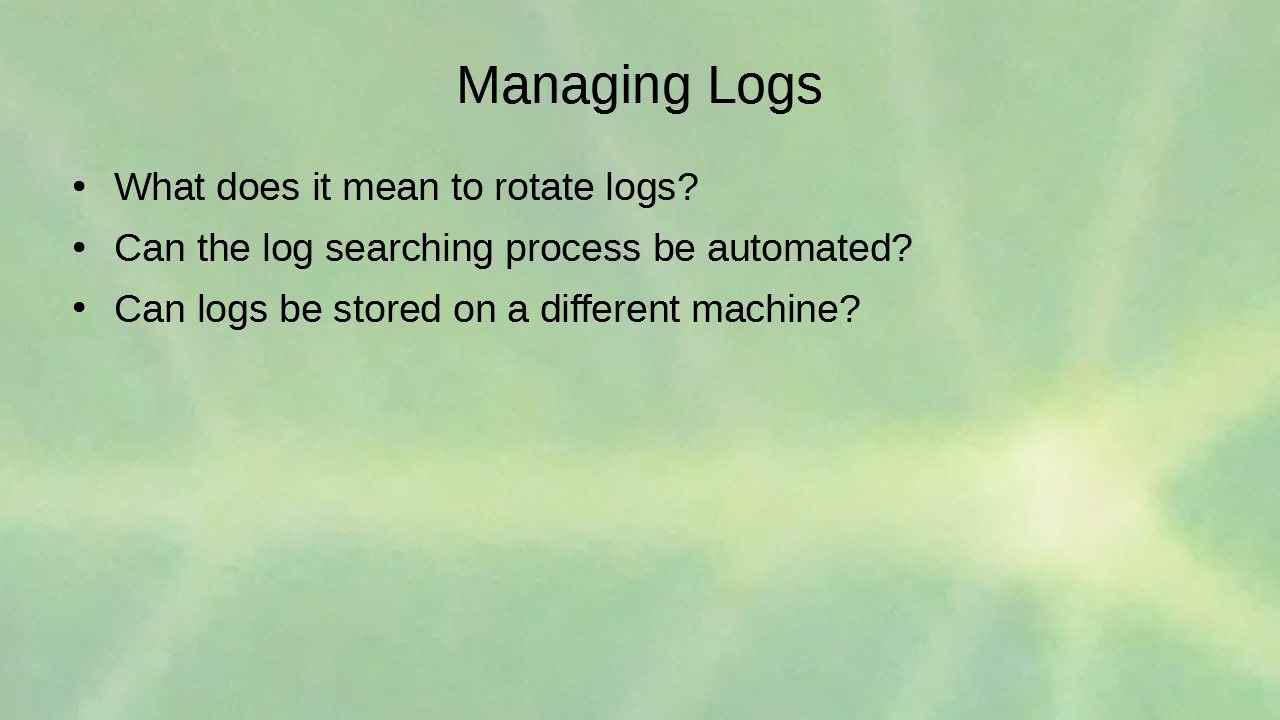 Managing Logs
• What does it mean to rotate logs?
• Can the log searching process be automated?
• Can logs be stored on a different machine?